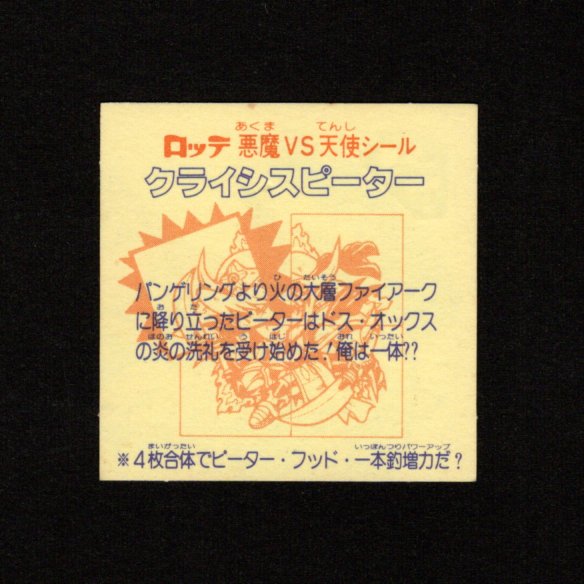 あくま てんし
ロッテ 悪魔VS天使シール
クライシスピーター
ひ だいそう
パンゲリングより火の大層ファイアーク
お た
に降り立ったピーターはドス・オックス
ほのお せんれい う はじ おれ いったい
の炎の洗礼を受け始めた!俺は一体??
まいがったい いっぽんづりパワーアップ
※4枚合体でピーター・フッド・一本釣増力だ?